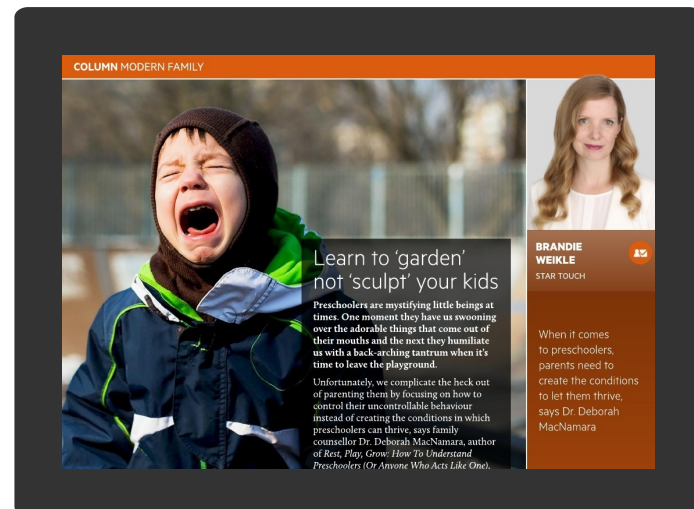 COLUMN MODERN FAMILY
Learn to ‘garden’
not ‘sculpt’ your kids
Preschoolers are mystifying little beings at
times. One moment they have us swooning
over the adorable things that come out of
their mouths and the next they humiliate
us with a back-arching tantrum when it's
time to leave the playground.
Unfortunately, we complicate the heck out
of parenting them by focusing on how to
control their uncontrollable behaviour
instead of creating the conditions in which
preschoolers can thrive, says family
counsellor Dr. Deborah MacNamara, author
of Rest, Play, Grow: How To Understand
Preschoolers (Or Anyone Who Acts Like One).
BRANDIE
WEIKLE
STAR TOUCH
When it comes
to preschoolers,
parents need to
create the conditions
to let them thrive,
says Dr. Deborah
MacNamara